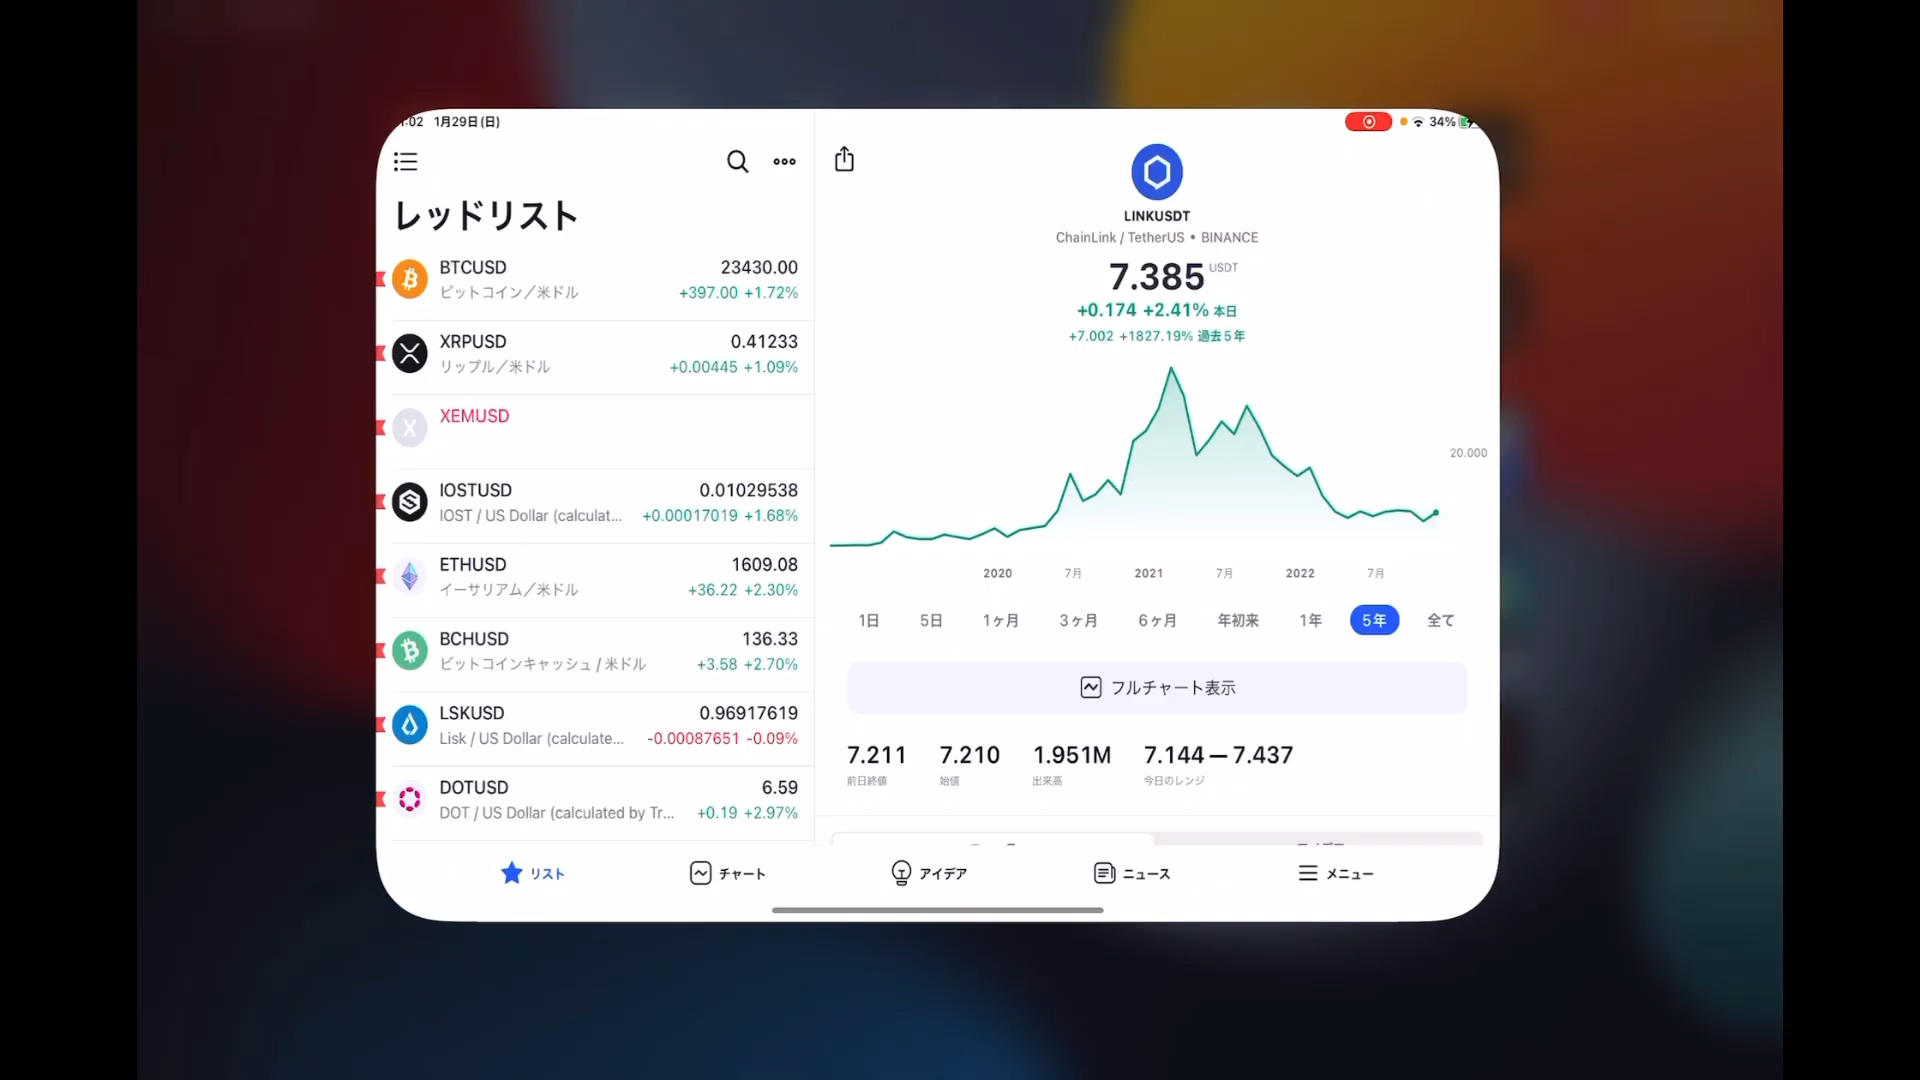 1月29日(日)
34%
レッドリスト
BTCUSD 23430.00
ビットコイン／米ドル +397.00 +1.72%
XRPUSD 0.41233
リップル／米ドル +0.00445 +1.09%
XEMUSD
IOSTUSD 0.01029538
IOST / US Dollar (calculat... +0.00017019 +1.68%
ETHUSD 1609.08
イーサリアム／米ドル +36.22 +2.30%
BCHUSD 136.33
ビットコインキャッシュ / 米ドル +3.58 +2.70%
LSKUSD 0.96917619
Lisk / US Dollar (calculate... -0.00087651 -0.09%
DOTUSD 6.59
DOT / US Dollar (calculated by Tr... +0.19 +2.97%
LINKUSDT
ChainLink / TetherUS • BINANCE
7.385 USDT
+0.174 +2.41% 本日
+7.002 +1827.19% 過去5年
20.000
2020 7月 2021 7月 2022 7月
1日 5日 1ヶ月 3ヶ月 6ヶ月 年初来 1年 5年 全て
フルチャート表示
7.211 7.210 1.951M 7.144 — 7.437
前日終値 始値 出来高 今日のレンジ
リスト チャート アイデア ニュース メニュー